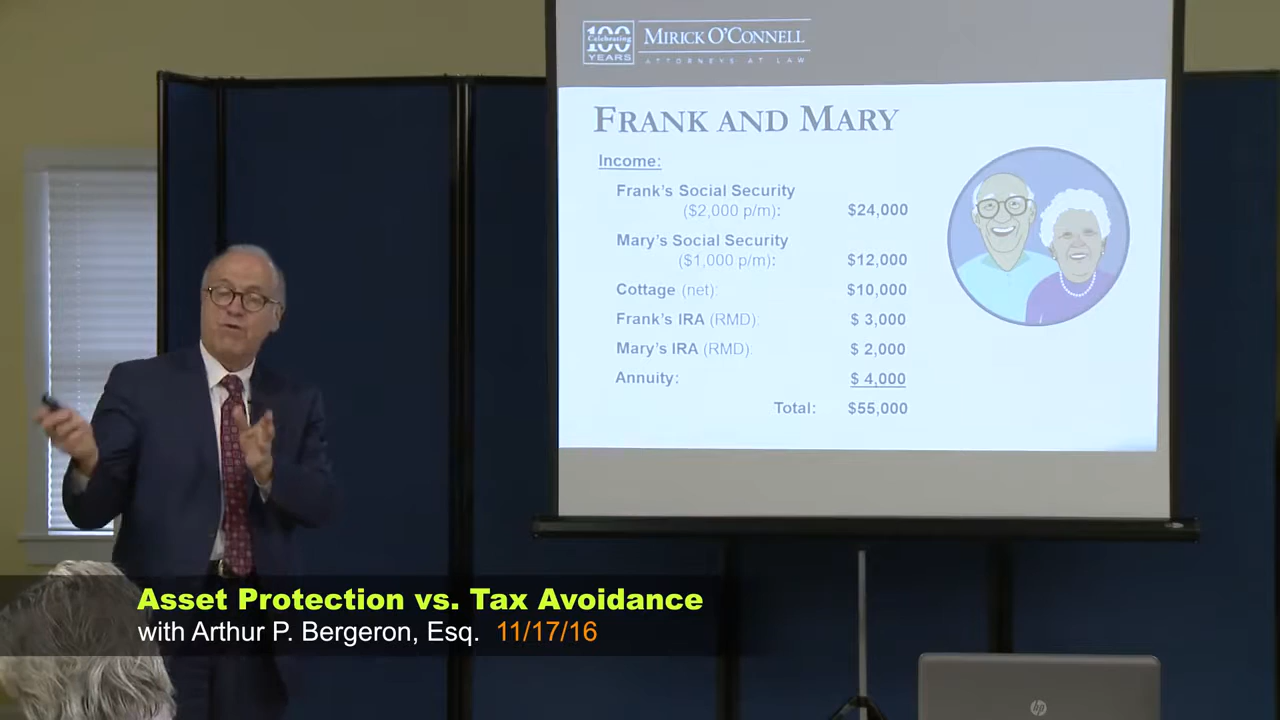 Celebrating
100
YEARS
MIRICK O'CONNELL
ATTORNEYS AT LAW
FRANK AND MARY
Income:
Frank's Social Security
($2,000 p/m): $24,000
Mary's Social Security
($1,000 p/m): $12,000
Cottage (net): $10,000
Frank's IRA (RMD): $ 3,000
Mary's IRA (RMD): $ 2,000
Annuity: $ 4,000
Total: $55,000
Asset Protection vs. Tax Avoidance
with Arthur P. Bergeron, Esq. 11/17/16
hp